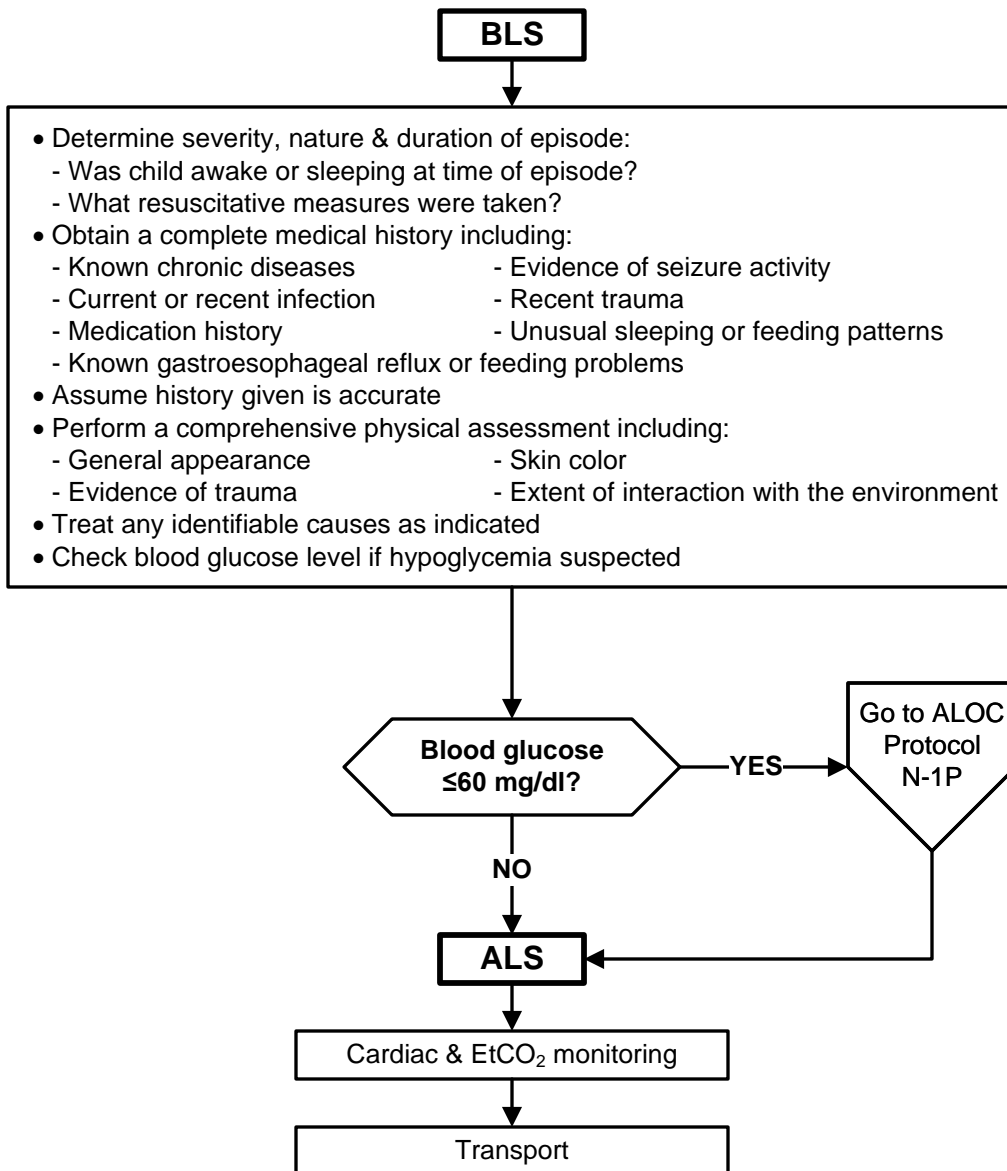 BLS
• Determine severity, nature & duration of episode:
- Was child awake or sleeping at time of episode?
- What resuscitative measures were taken?
• Obtain a complete medical history including:
- Known chronic diseases - Evidence of seizure activity
- Current or recent infection - Recent trauma
- Medication history - Unusual sleeping or feeding patterns
- Known gastroesophageal reflux or feeding problems
• Assume history given is accurate
• Perform a comprehensive physical assessment including:
- General appearance - Skin color
- Evidence of trauma - Extent of interaction with the environment
• Treat any identifiable causes as indicated
• Check blood glucose level if hypoglycemia suspected
Blood glucose
≤60 mg/dl?
YES
Go to ALOC
Protocol
N-1P
NO
ALS
Cardiac & EtCO₂ monitoring
Transport